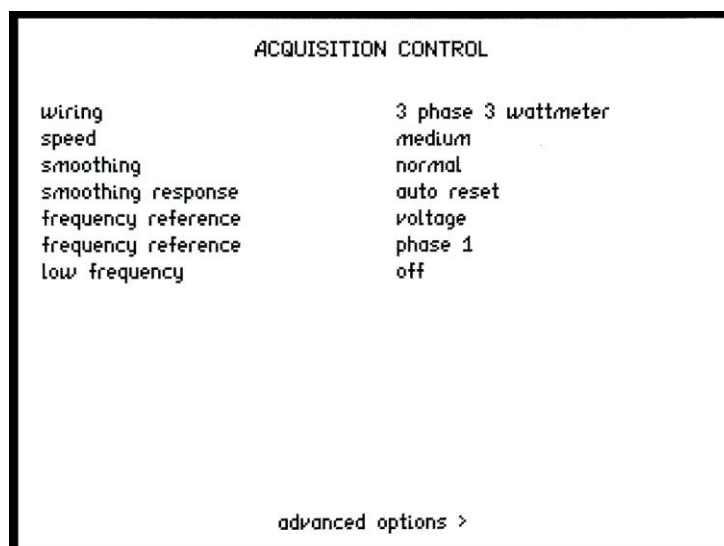 ACQUISITION CONTROL
wiring 3 phase 3 wattmeter
speed medium
smoothing normal
smoothing response auto reset
frequency reference voltage
frequency reference phase 1
low frequency off
advanced options >